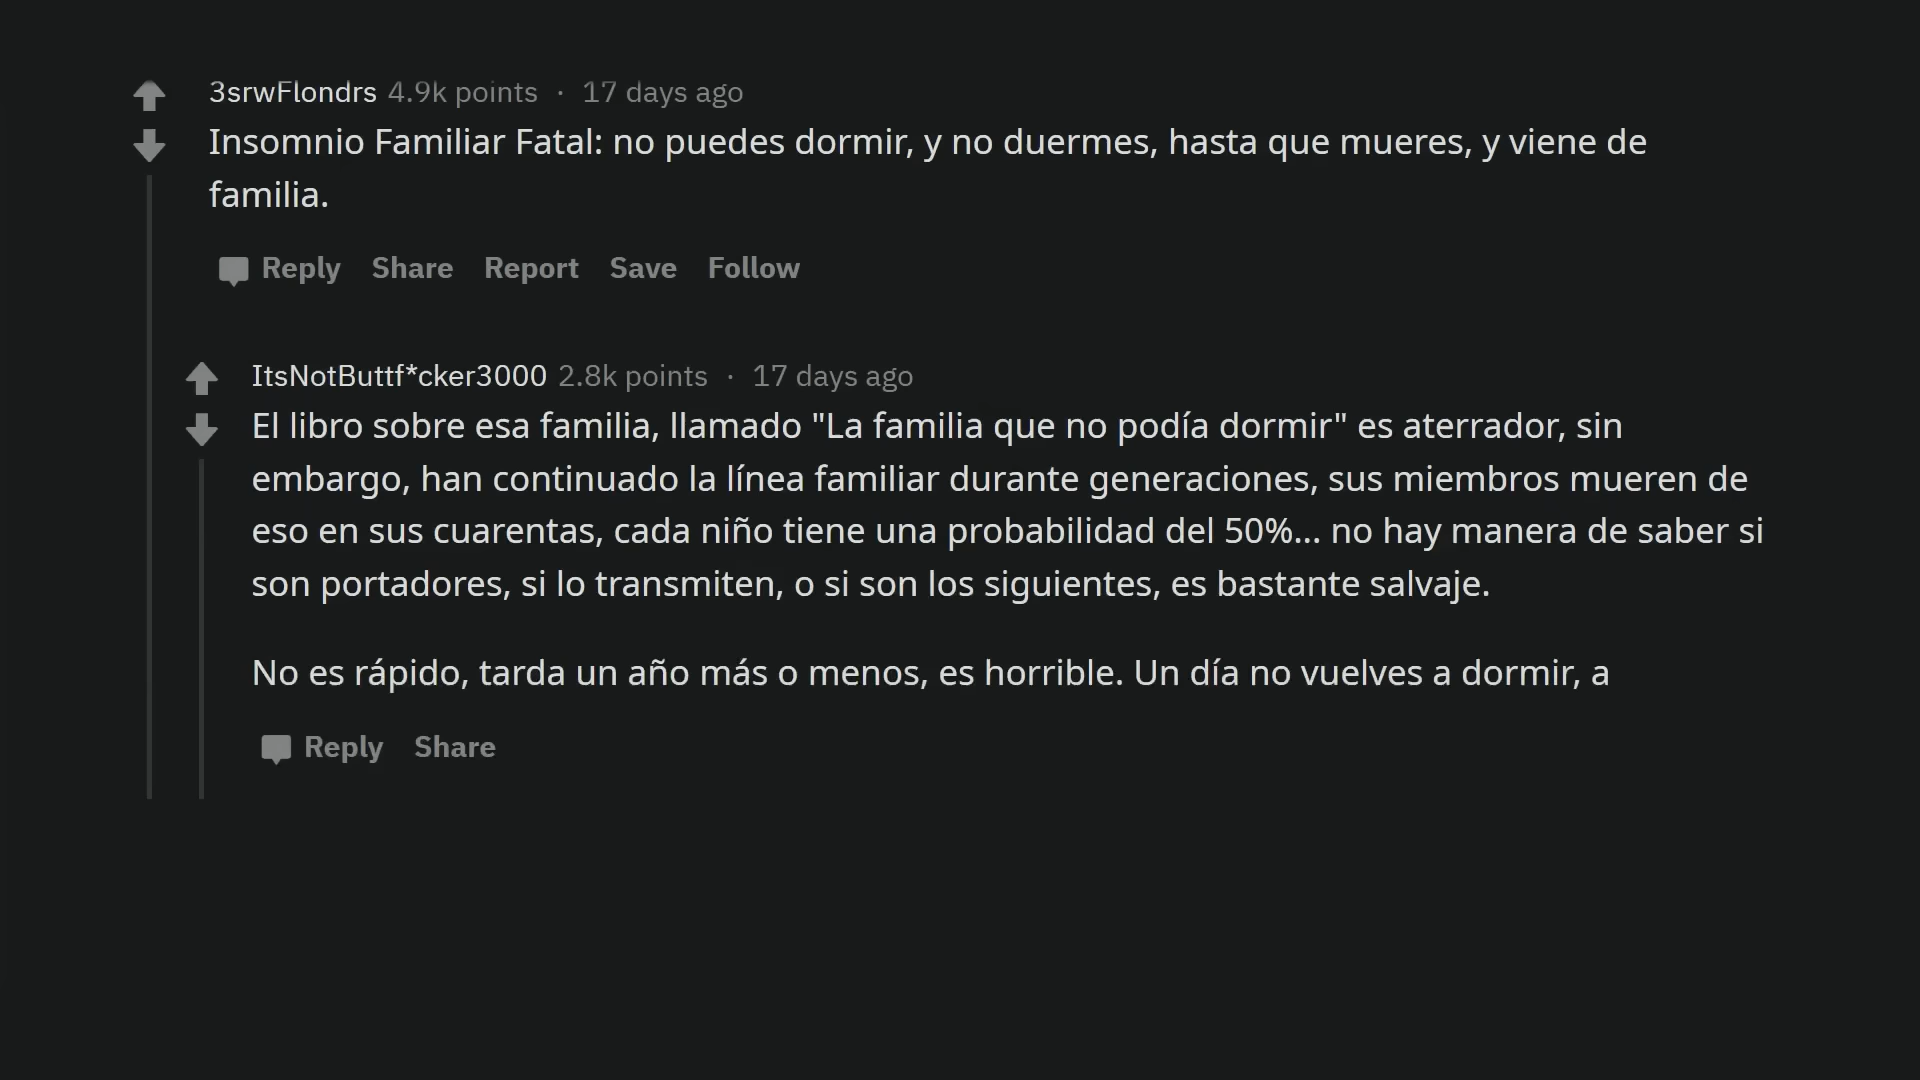 3srwFlondrs 4.9k points · 17 days ago
Insomnio Familiar Fatal: no puedes dormir, y no duermes, hasta que mueres, y viene de
familia.
Reply Share Report Save Follow
ItsNotButtf*cker3000 2.8k points · 17 days ago
El libro sobre esa familia, llamado "La familia que no podía dormir" es aterrador, sin
embargo, han continuado la línea familiar durante generaciones, sus miembros mueren de
eso en sus cuarentas, cada niño tiene una probabilidad del 50%... no hay manera de saber si
son portadores, si lo transmiten, o si son los siguientes, es bastante salvaje.
No es rápido, tarda un año más o menos, es horrible. Un día no vuelves a dormir, a
Reply Share